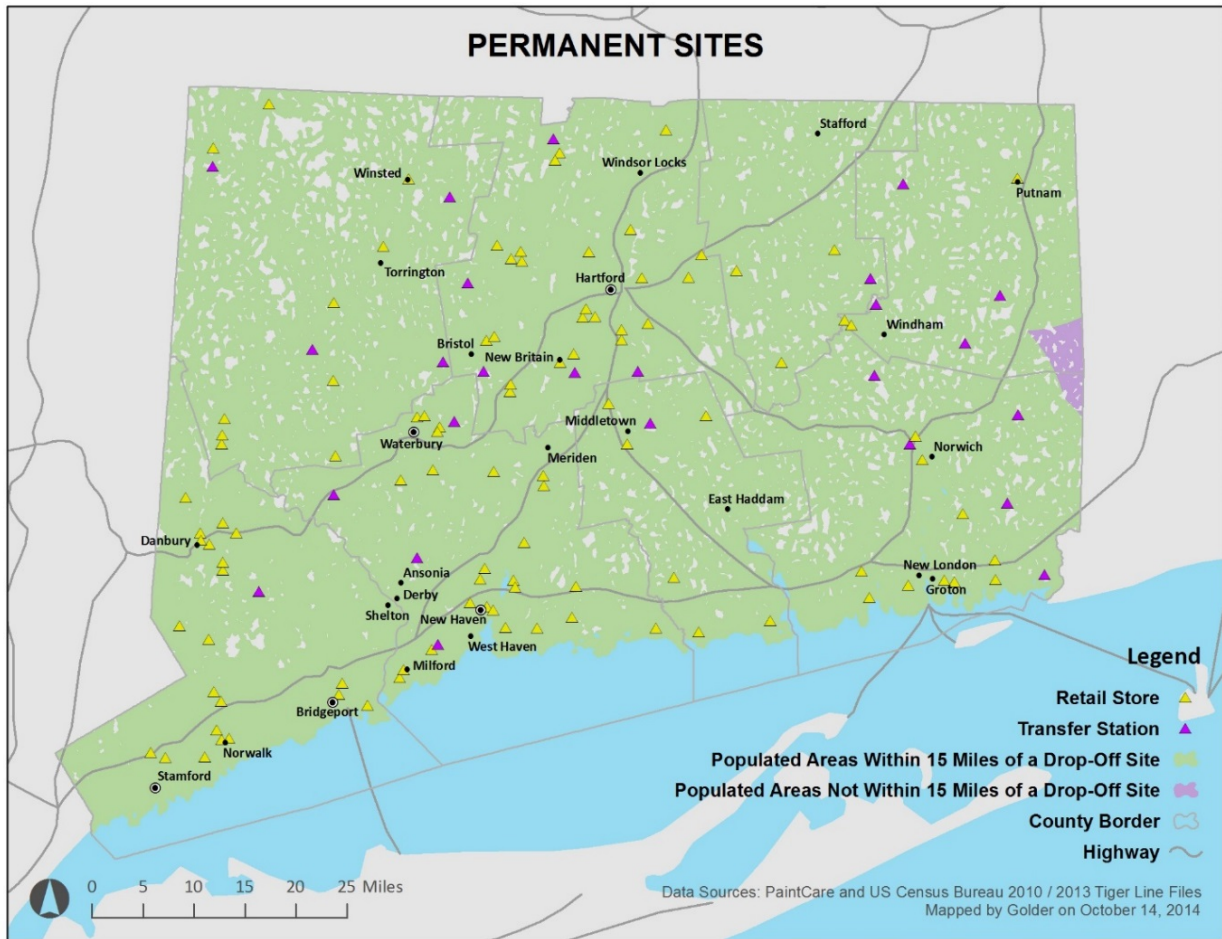 PERMANENT SITES
Stafford
Windsor Locks
Winsted
Putnam
Torrington
Hartford
Windham
Bristol
New Britain
Middletown
Waterbury
Meriden
Norwich
East Haddam
Danbury
Ansonia
New London
Derby
Groton
Shelton
New Haven
West Haven
Milford
Bridgeport
Norwalk
Stamford
Legend
Retail Store
Transfer Station
Populated Areas Within 15 Miles of a Drop-Off Site
Populated Areas Not Within 15 Miles of a Drop-Off Site
County Border
Highway
0 5 10 15 20 25 Miles
Data Sources: PaintCare and US Census Bureau 2010 / 2013 Tiger Line Files
Mapped by Golder on October 14, 2014